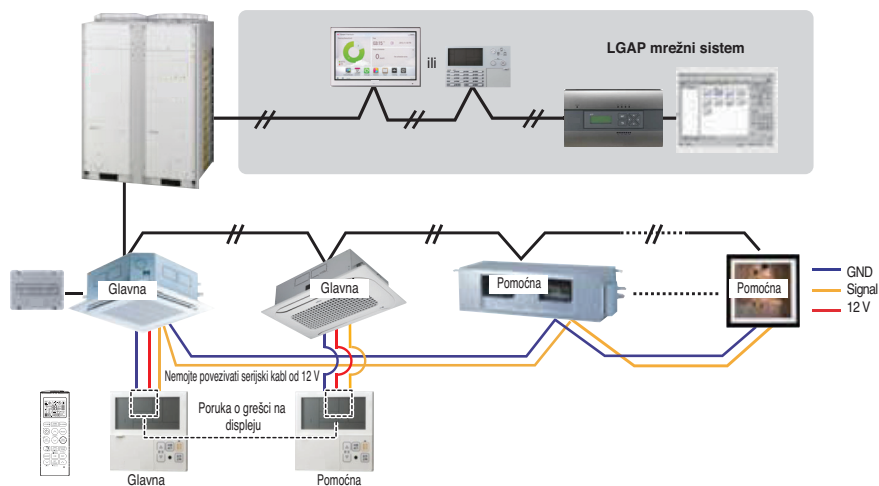 LGAP mrežni sistem
ili
Glavna
Glavna
Pomoćna
Pomoćna
GND
Signal
12 V
Nemojte povezivati serijski kabl od 12 V
Poruka o grešci na
displeju
Glavna
Pomoćna